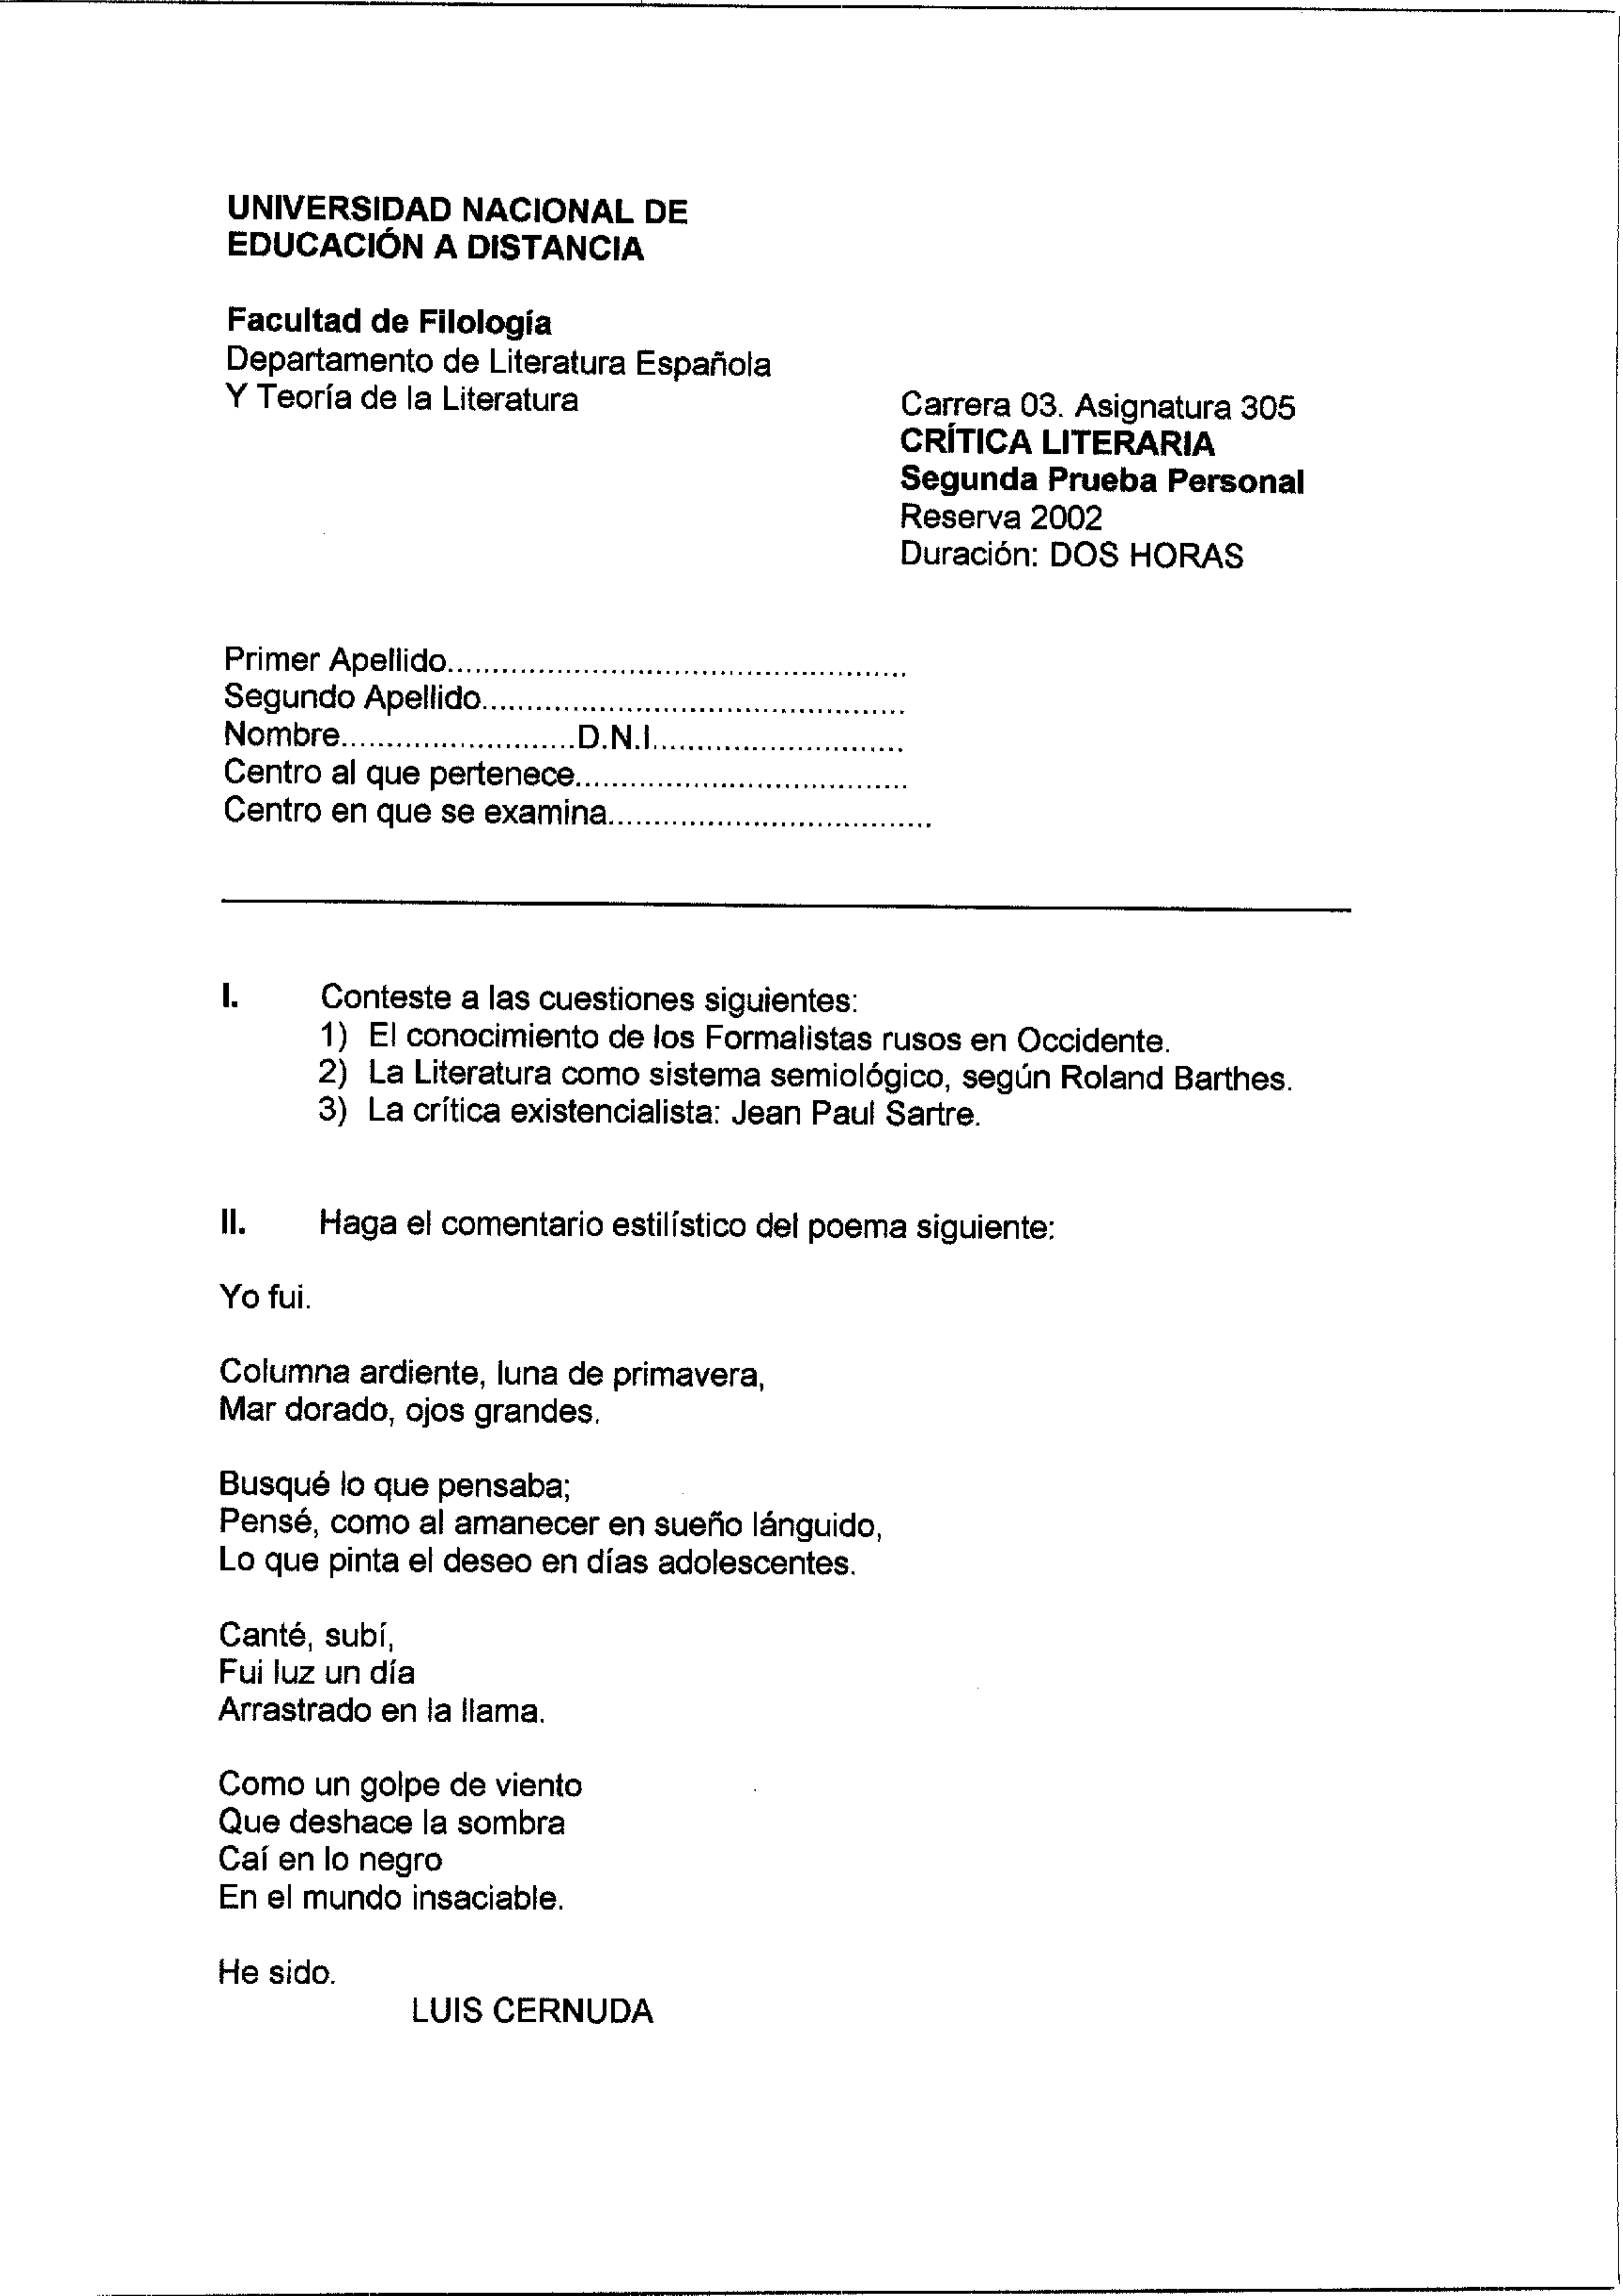 UNIVERSIDAD NACIONAL DE
EDUCACIÓN A DISTANCIA
Facultad de Filología
Departamento de Literatura Española
Y Teoría de la Literatura
Carrera 03. Asignatura 305
CRÍTICA LITERARIA
Segunda Prueba Personal
Reserva 2002
Duración: DOS HORAS
Primer Apellido..................................................
Segundo Apellido..............................................
Nombre.........................D.N.I...........................
Centro al que pertenece....................................
Centro en que se examina...................................
I. Conteste a las cuestiones siguientes:
1) El conocimiento de los Formalistas rusos en Occidente.
2) La Literatura como sistema semiológico, según Roland Barthes.
3) La crítica existencialista: Jean Paul Sartre.
II. Haga el comentario estilístico del poema siguiente:
Yo fui.
Columna ardiente, luna de primavera,
Mar dorado, ojos grandes.
Busqué lo que pensaba;
Pensé, como al amanecer en sueño lánguido,
Lo que pinta el deseo en días adolescentes.
Canté, subí,
Fui luz un día
Arrastrado en la llama.
Como un golpe de viento
Que deshace la sombra
Caí en lo negro
En el mundo insaciable.
He sido.
LUIS CERNUDA